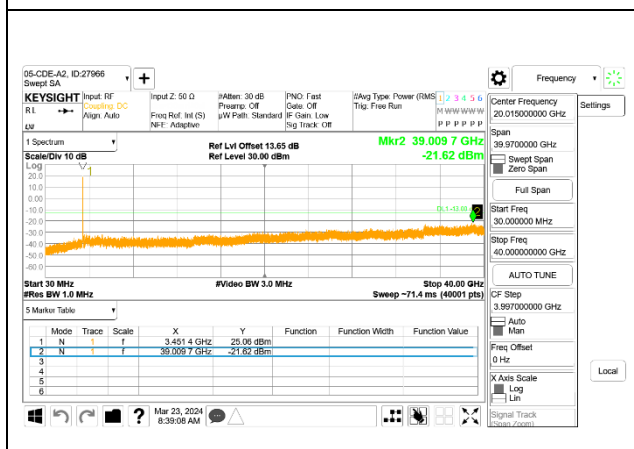 05-CDE-A2, ID:27966
Swept SA
KEYSIGHT
RL
Input: RF
Coupling: DC
Align: Auto
Input Z: 50 Ω
Freq Ref: Int (S)
NFE: Adaptive
#Atten: 30 dB
Preamp: Off
µW Path: Standard
PNO: Fast
Gate: Off
IF Gain: Low
Sig Track: Off
#Avg Type: Power (RMS
Trig: Free Run
1 2 3 4 5 6
M W W W W W
P P P P P P
1 Spectrum
Scale/Div 10 dB
Ref Lvl Offset 13.65 dB
Ref Level 30.00 dBm
Mkr2 39.009 7 GHz
-21.62 dBm
Log
1
20.0
10.0
0.00
-10.0
2
-20.0
-30.0
-40.0
-50.0
-60.0
Start 30 MHz
#Res BW 1.0 MHz
#Video BW 3.0 MHz
Stop 40.00 GHz
Sweep ~71.4 ms (40001 pts)
5 Marker Table
Mode Trace Scale X Y Function Function Width Function Value
1 N 1 f 3.451 4 GHz 25.06 dBm
2 N 1 f 39.009 7 GHz -21.62 dBm
3
4
5
6
Mar 23, 2024
8:39:08 AM
Frequency
Settings
Center Frequency
20.015000000 GHz
Span
39.9700000 GHz
Swept Span
Zero Span
Full Span
Start Freq
30.000000 MHz
Stop Freq
40.000000000 GHz
AUTO TUNE
CF Step
3.997000000 GHz
Auto
Man
Freq Offset
0 Hz
X Axis Scale
Log
Lin
Signal Track
(Span Zoom)
Local